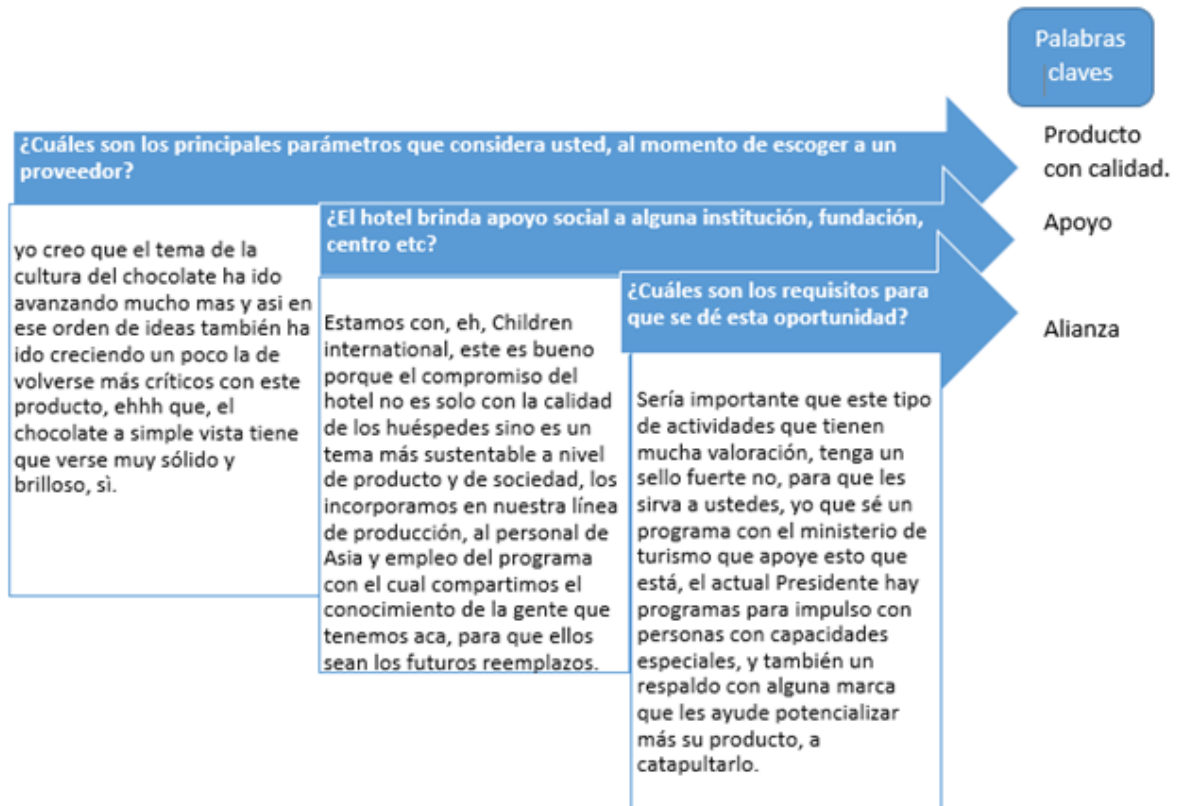 Palabras
claves
¿Cuáles son los principales parámetros que considera usted, al momento de escoger a un
proveedor?
Producto
con calidad.
yo creo que el tema de la
cultura del chocolate ha ido
avanzando mucho mas y asi en
ese orden de ideas también ha
ido creciendo un poco la de
volverse más críticos con este
producto, ehhh que, el
chocolate a simple vista tiene
que verse muy sólido y
brilloso, sì.
¿El hotel brinda apoyo social a alguna institución, fundación,
centro etc?
Apoyo
Estamos con, eh, Children
international, este es bueno
porque el compromiso del
hotel no es solo con la calidad
de los huéspedes sino es un
tema más sustentable a nivel
de producto y de sociedad, los
incorporamos en nuestra línea
de producción, al personal de
Asia y empleo del programa
con el cual compartimos el
conocimiento de la gente que
tenemos aca, para que ellos
sean los futuros reemplazos.
¿Cuáles son los requisitos para
que se dé esta oportunidad?
Alianza
Sería importante que este tipo
de actividades que tienen
mucha valoración, tenga un
sello fuerte no, para que les
sirva a ustedes, yo que sé un
programa con el ministerio de
turismo que apoye esto que
está, el actual Presidente hay
programas para impulso con
personas con capacidades
especiales, y también un
respaldo con alguna marca
que les ayude potencializar
más su producto, a
catapultarlo.